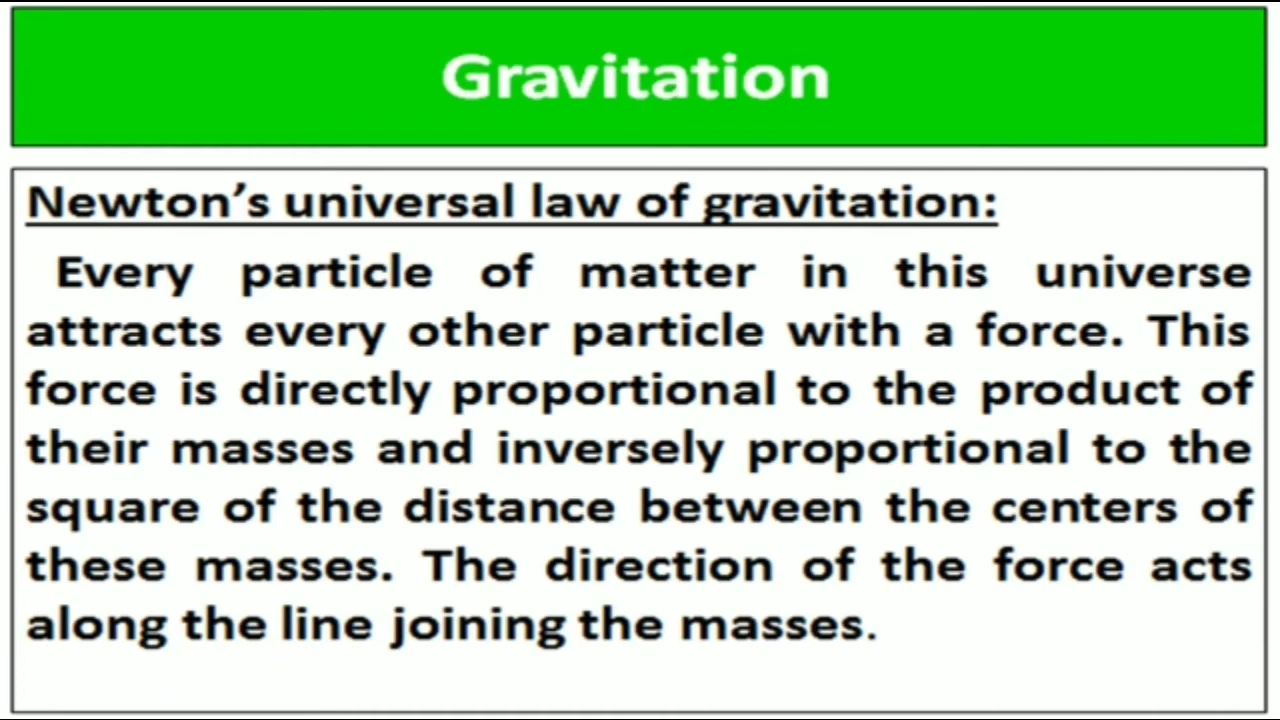 Gravitation
Newton’s universal law of gravitation:
Every particle of matter in this universe
attracts every other particle with a force. This
force is directly proportional to the product of
their masses and inversely proportional to the
square of the distance between the centers of
these masses. The direction of the force acts
along the line joining the masses.